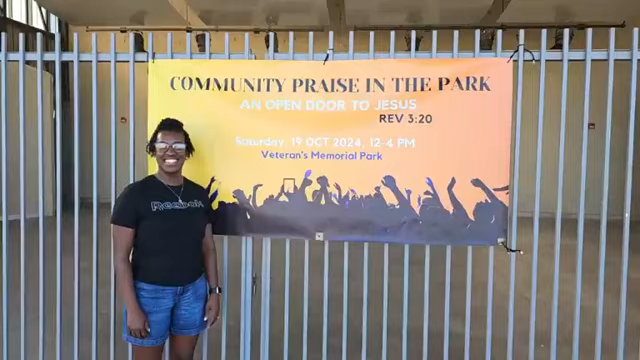 COMMUNITY PRAISE IN THE PARK
AN OPEN DOOR TO JESUS
REV 3:20
Saturday, 19 OCT 2024, 12-4 PM
Veteran's Memorial Park
Reebok